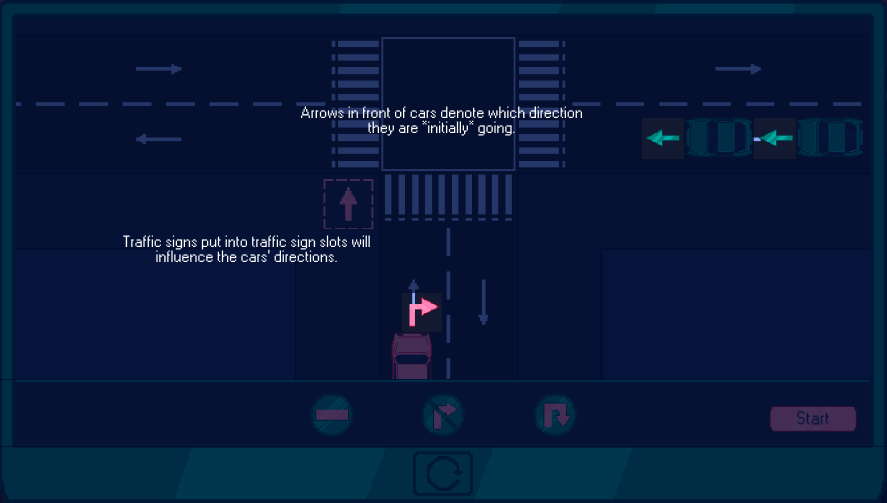 Arrows in front of cars denote which direction
they are *initially* going.
Traffic signs put into traffic sign slots will
influence the cars' directions.
Start